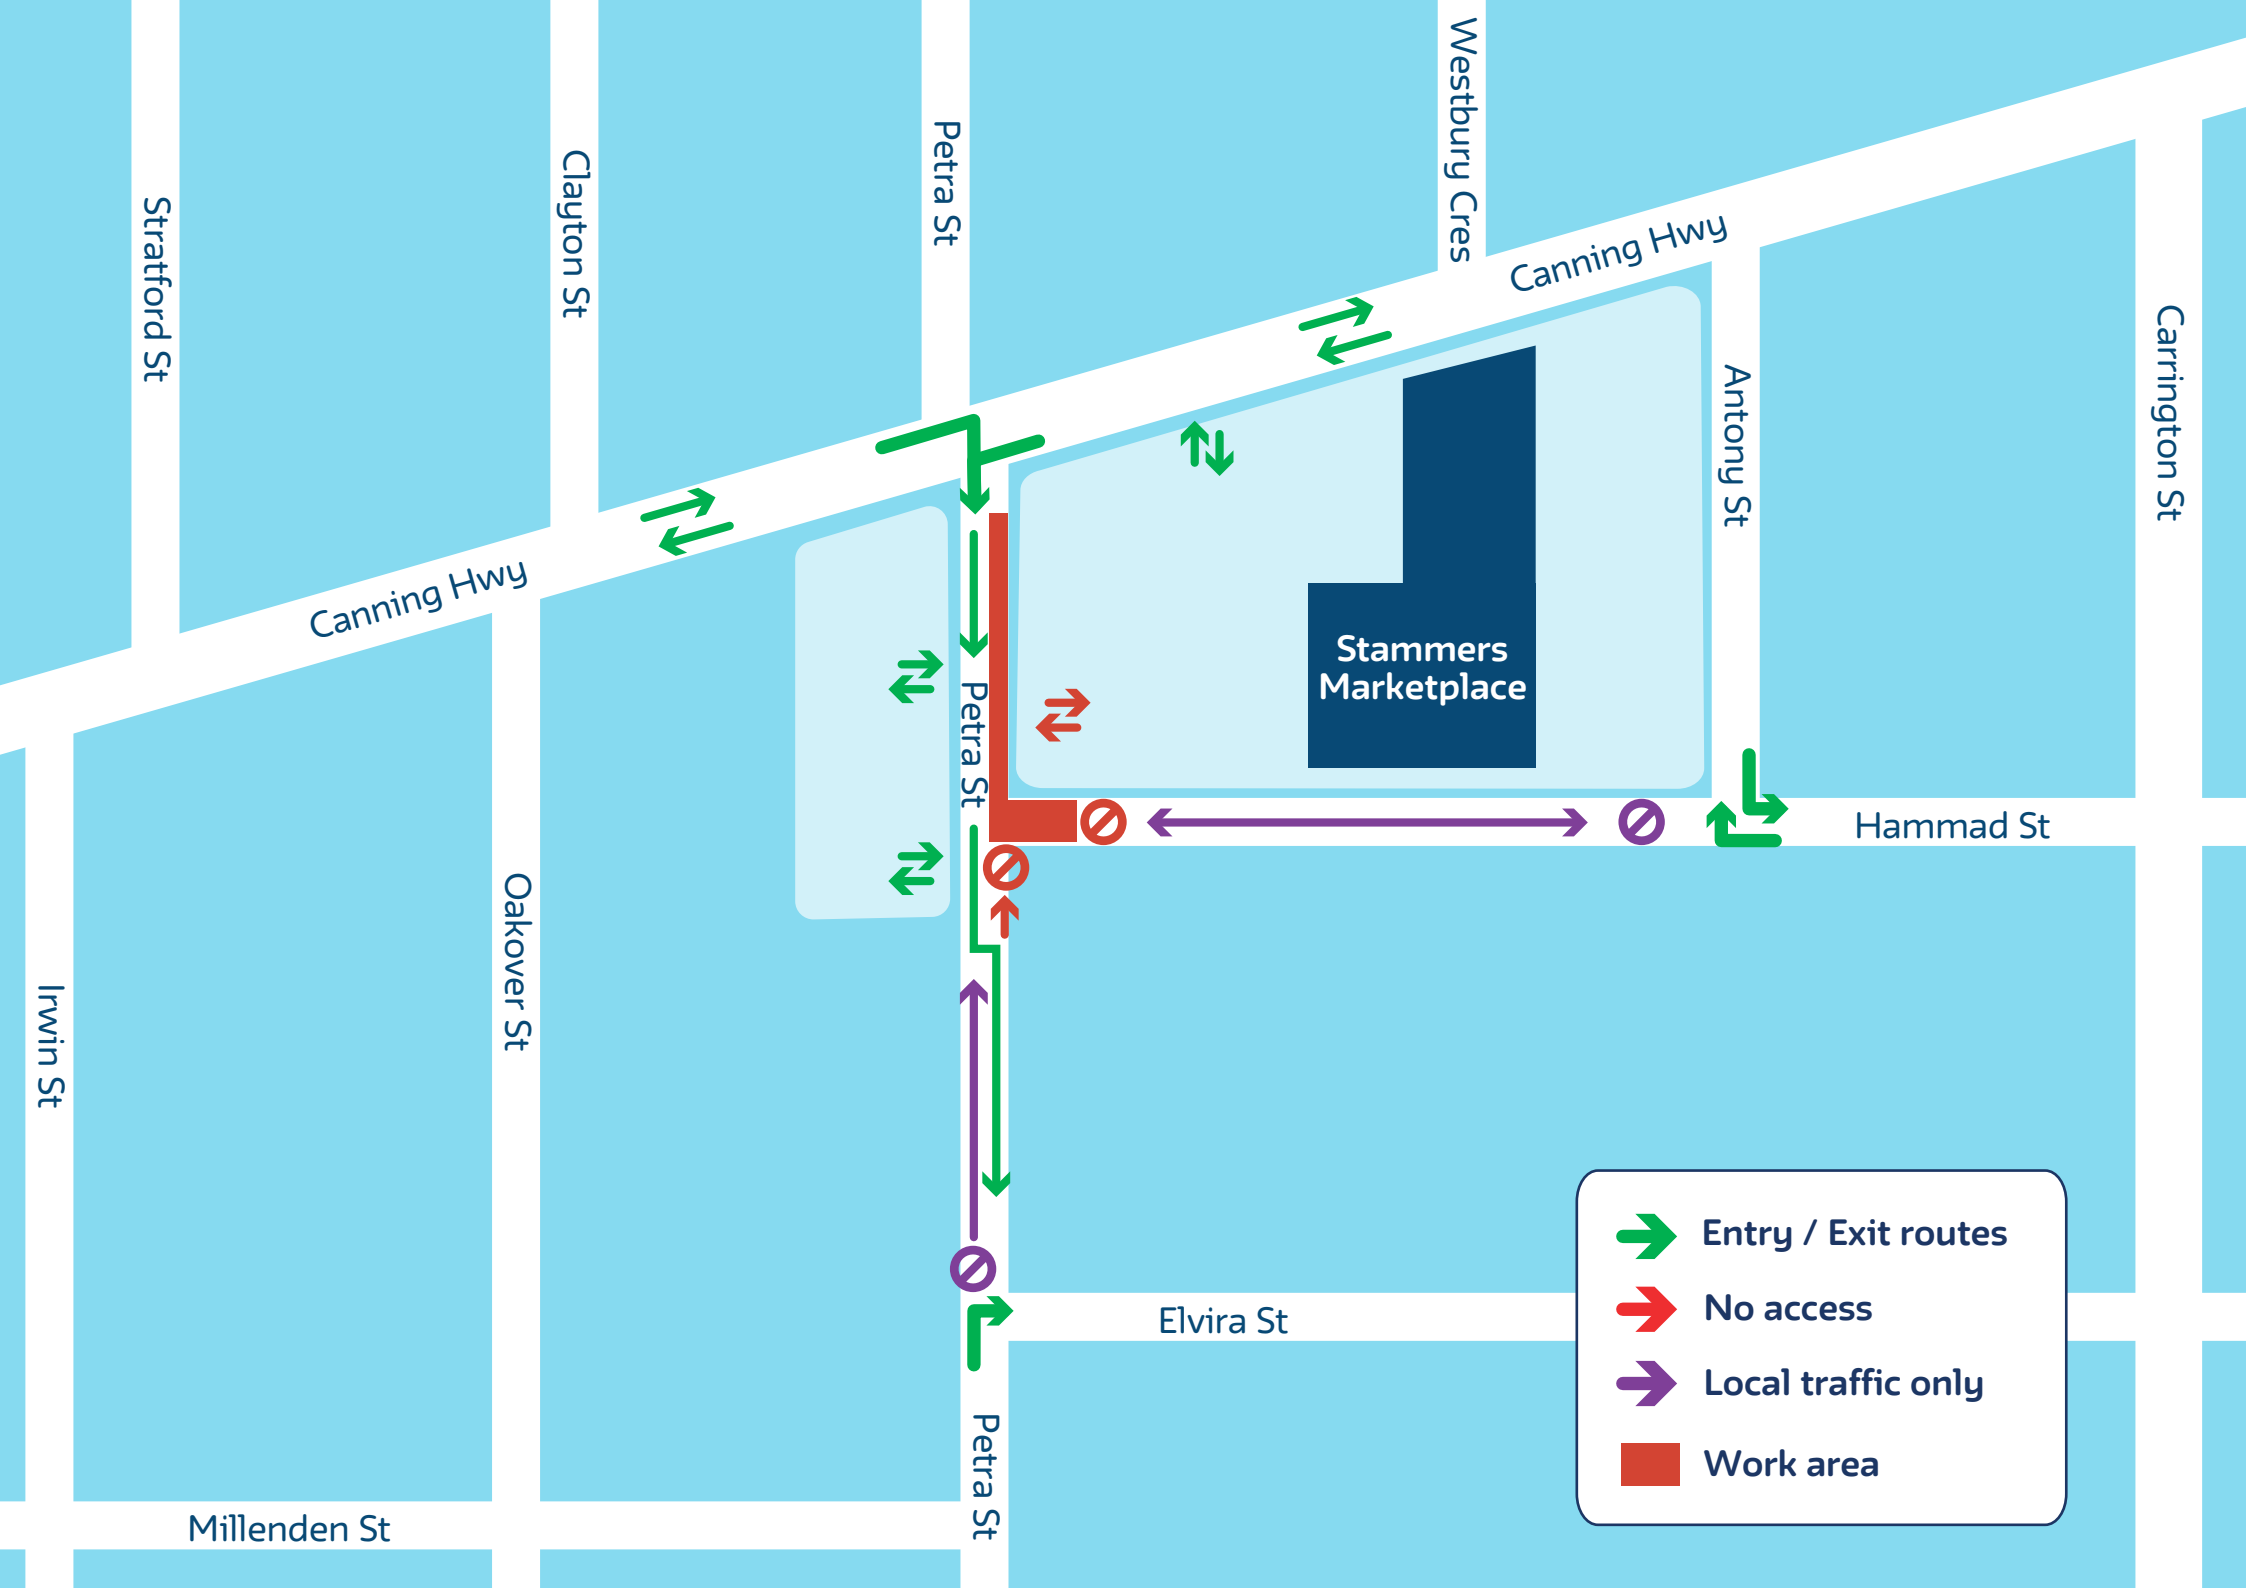 Westbury Cres
Petra St
Clayton St
Stratford St
Canning Hwy
Carrington St
Antony St
Canning Hwy
Stammers
Marketplace
Petra St
Hammad St
Oakover St
Irwin St
Elvira St
Entry / Exit routes
No access
Local traffic only
Work area
Petra St
Millenden St